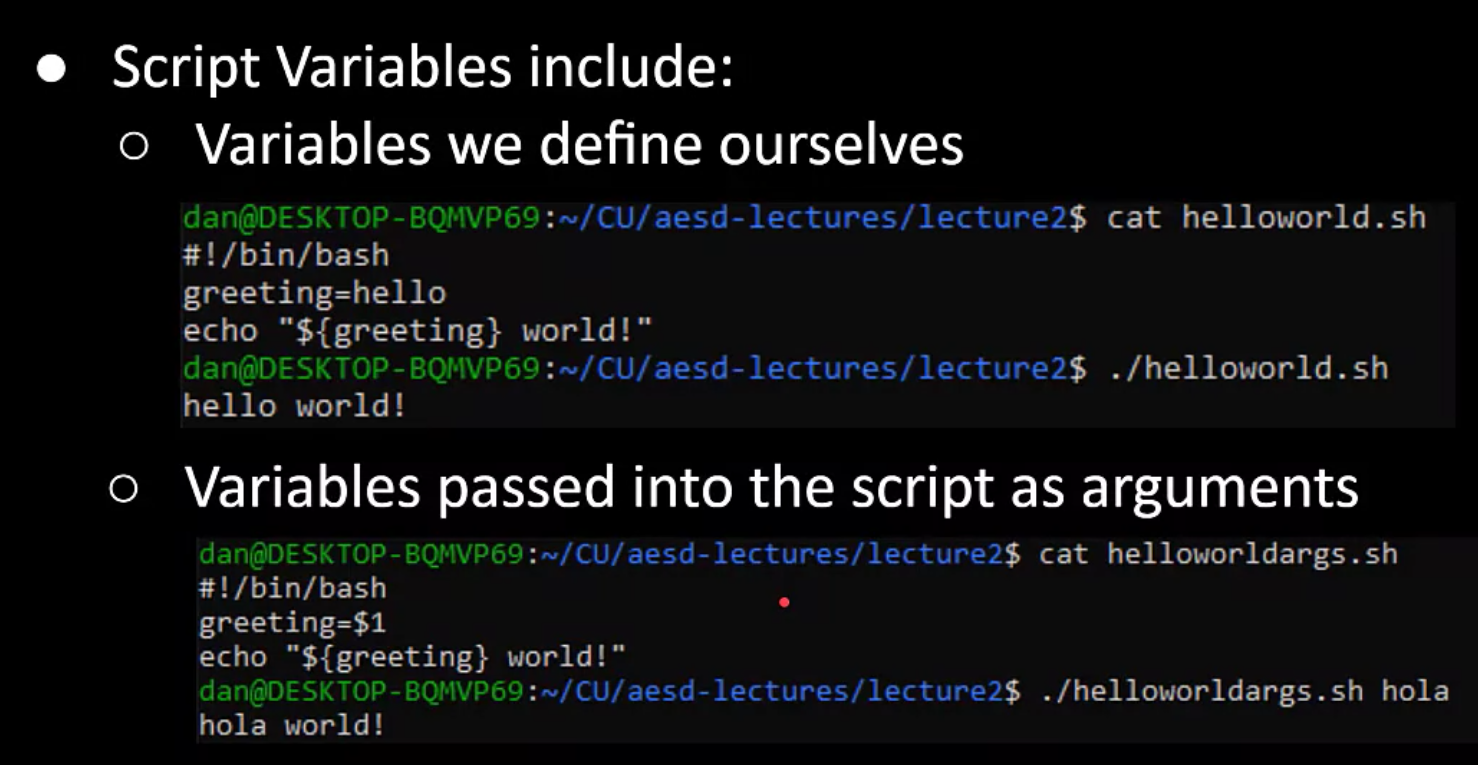 ● Script Variables include:
○ Variables we define ourselves
dan@DESKTOP-BQMVP69:~/CU/aesd-lectures/lecture2$ cat helloworld.sh
#!/bin/bash
greeting=hello
echo "${greeting} world!"
dan@DESKTOP-BQMVP69:~/CU/aesd-lectures/lecture2$ ./helloworld.sh
hello world!
○ Variables passed into the script as arguments
dan@DESKTOP-BQMVP69:~/CU/aesd-lectures/lecture2$ cat helloworldargs.sh
#!/bin/bash
greeting=$1
echo "${greeting} world!"
dan@DESKTOP-BQMVP69:~/CU/aesd-lectures/lecture2$ ./helloworldargs.sh hola
hola world!